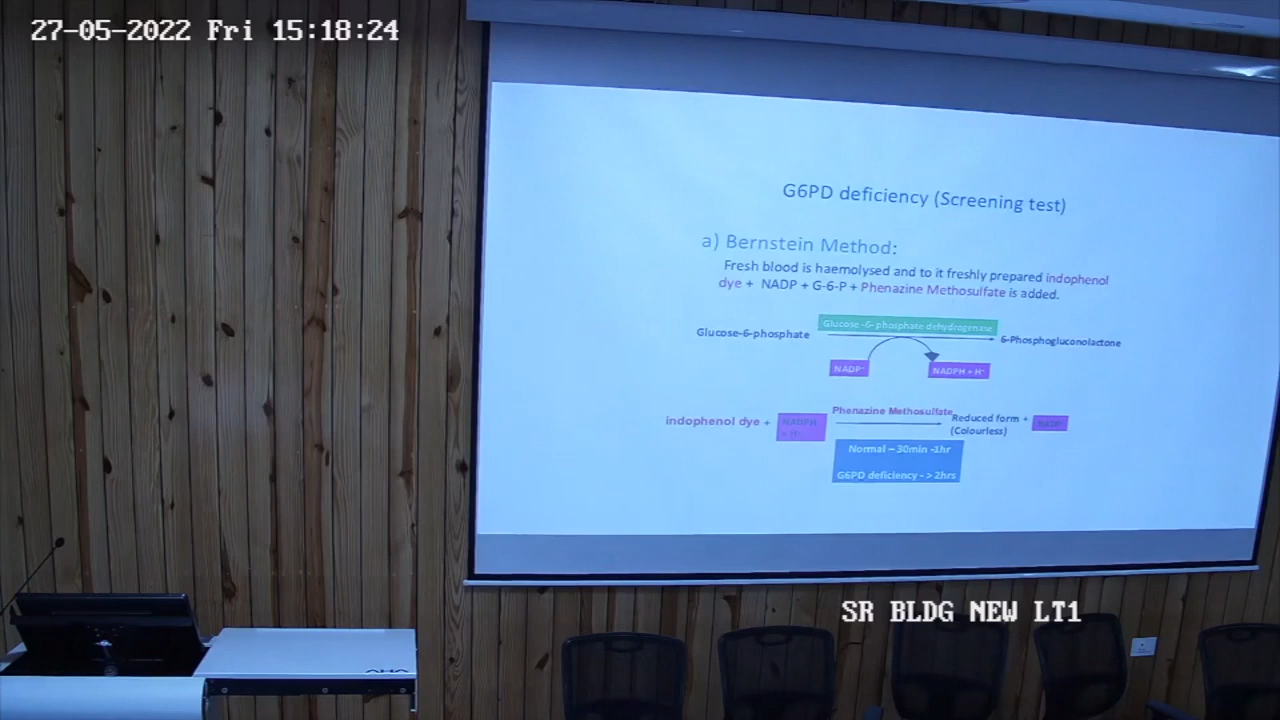 27-05-2022 Fri 15:18:24
G6PD deficiency (Screening test)
a) Bernstein Method:
Fresh blood is haemolysed and to it freshly prepared indophenol
dye + NADP + G-6-P + Phenazine Methosulfate is added.
Glucose-6-phosphate
Glucose -6- phosphate dehydrogenase
6-Phosphogluconolactone
NADP⁺
NADPH + H⁺
indophenol dye +
NADPH
+ H⁺
Phenazine Methosulfate
Reduced form +
(Colourless)
NADP⁺
Normal – 30min -1hr
G6PD deficiency - > 2hrs
SR BLDG NEW LT1